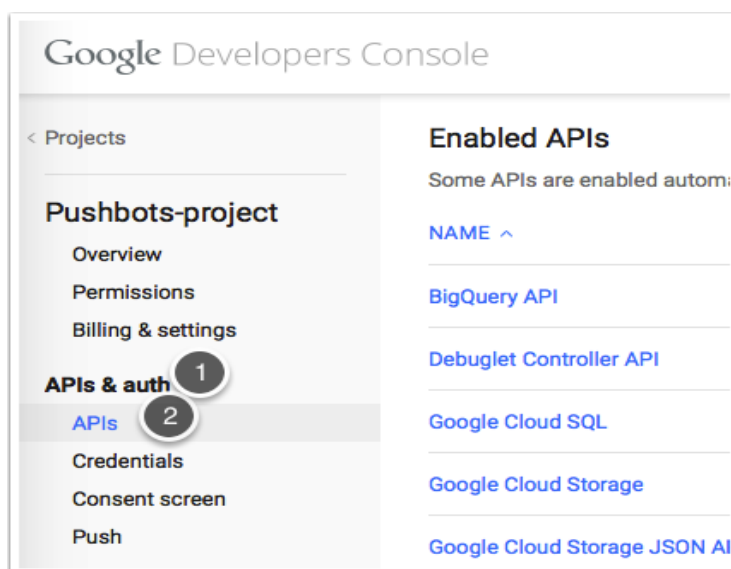 Google Developers Console
< Projects
Pushbots-project
Overview
Permissions
Billing & settings
APIs & auth 1
APIs 2
Credentials
Consent screen
Push
Enabled APIs
Some APIs are enabled automa
NAME
BigQuery API
Debuglet Controller API
Google Cloud SQL
Google Cloud Storage
Google Cloud Storage JSON A